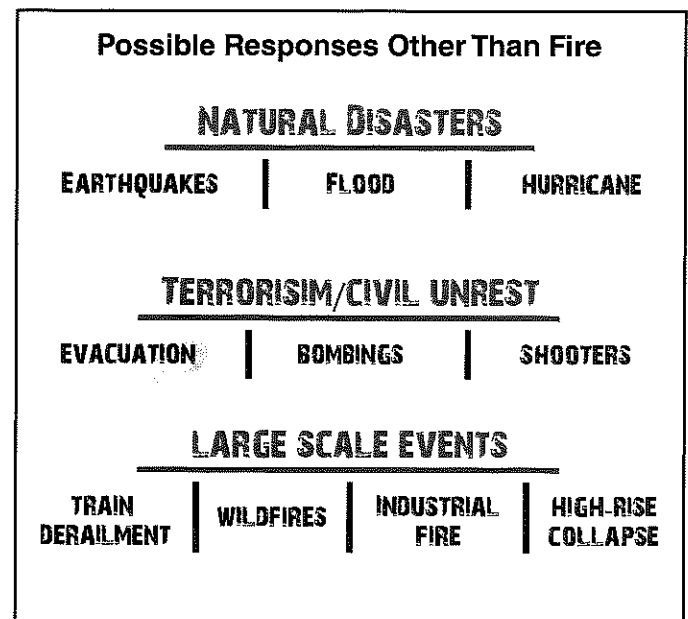 Possible Responses Other Than Fire
NATURAL DISASTERS
EARTHQUAKES FLOOD HURRICANE
TERRORISIM/CIVIL UNREST
EVACUATION BOMBINGS SHOOTERS
LARGE SCALE EVENTS
TRAIN DERAILMENT WILDFIRES INDUSTRIAL FIRE HIGH-RISE COLLAPSE